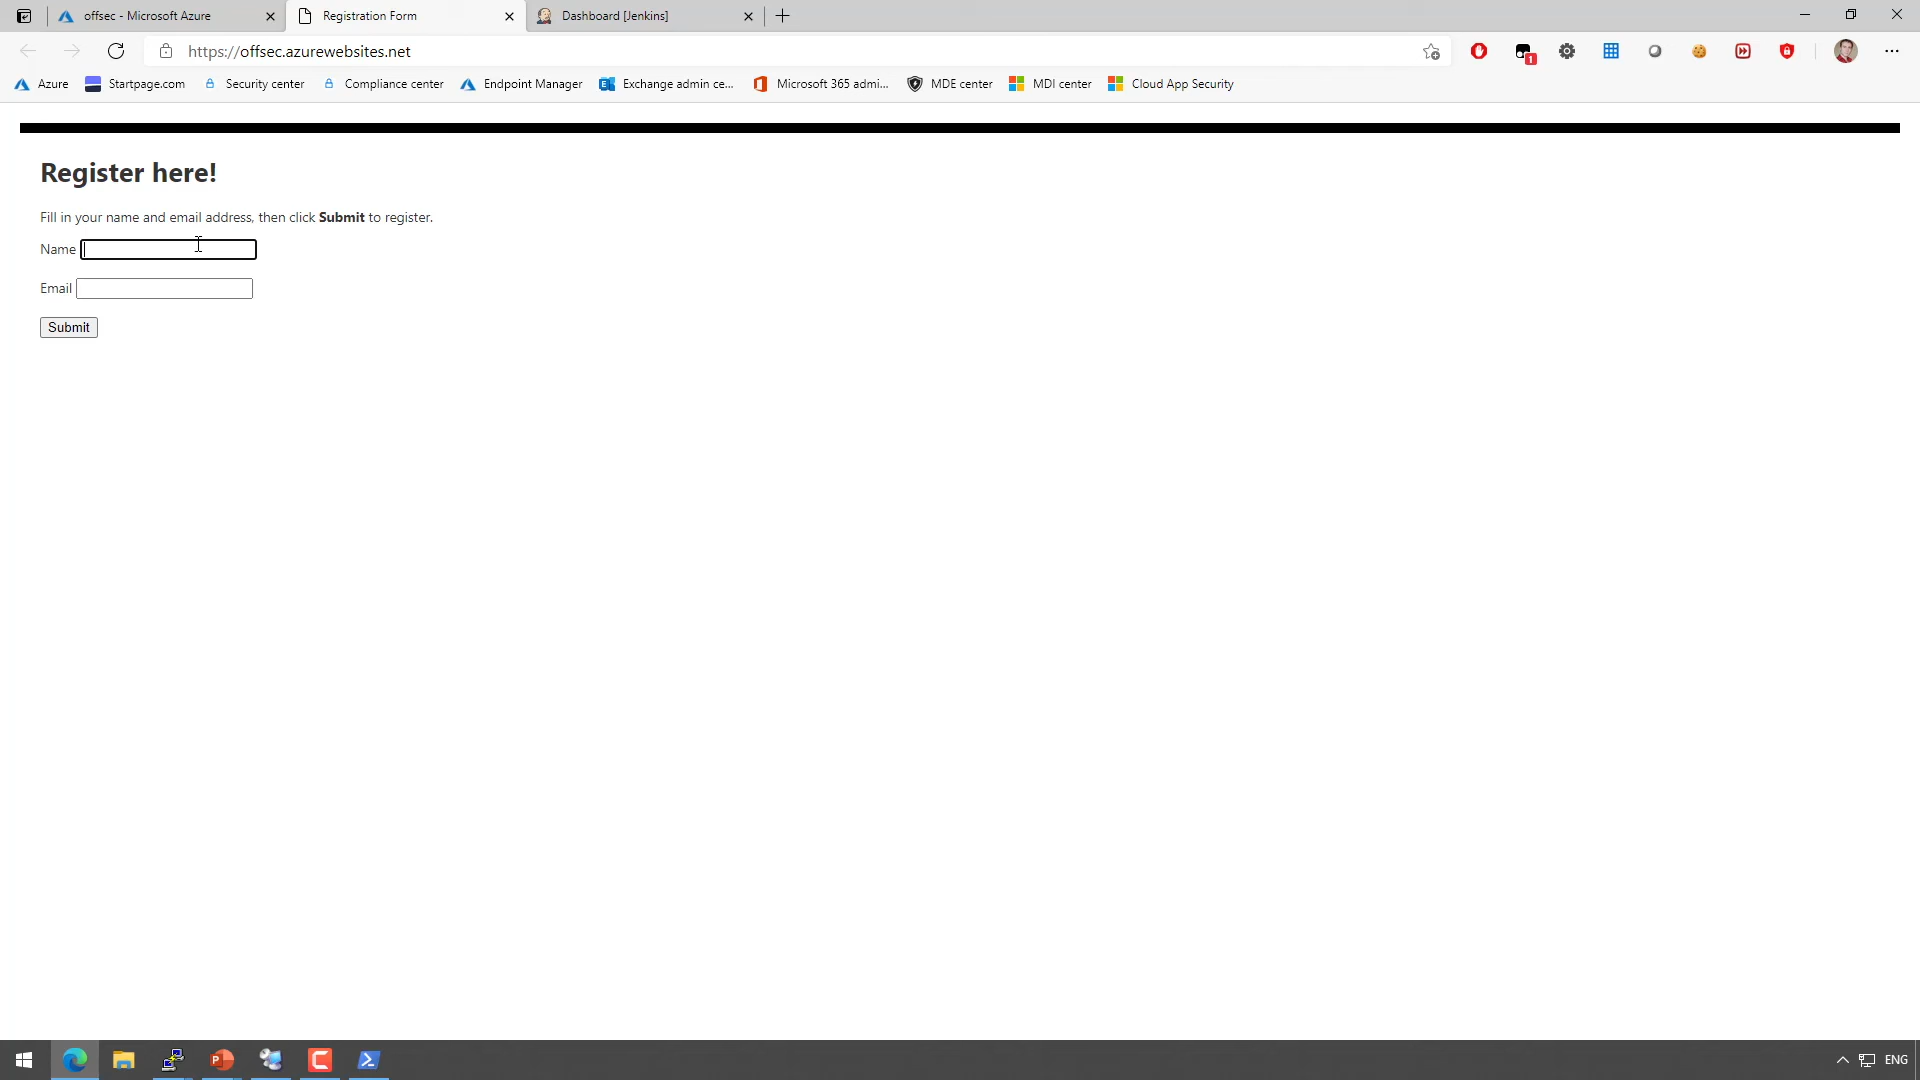 offsec - Microsoft Azure
Registration Form
Dashboard [Jenkins]
https://offsec.azurewebsites.net
1
Azure
Startpage.com
Security center
Compliance center
Endpoint Manager
Exchange admin ce...
Microsoft 365 admi...
MDE center
MDI center
Cloud App Security
Register here!
Fill in your name and email address, then click Submit to register.
Name
Email
Submit
ENG